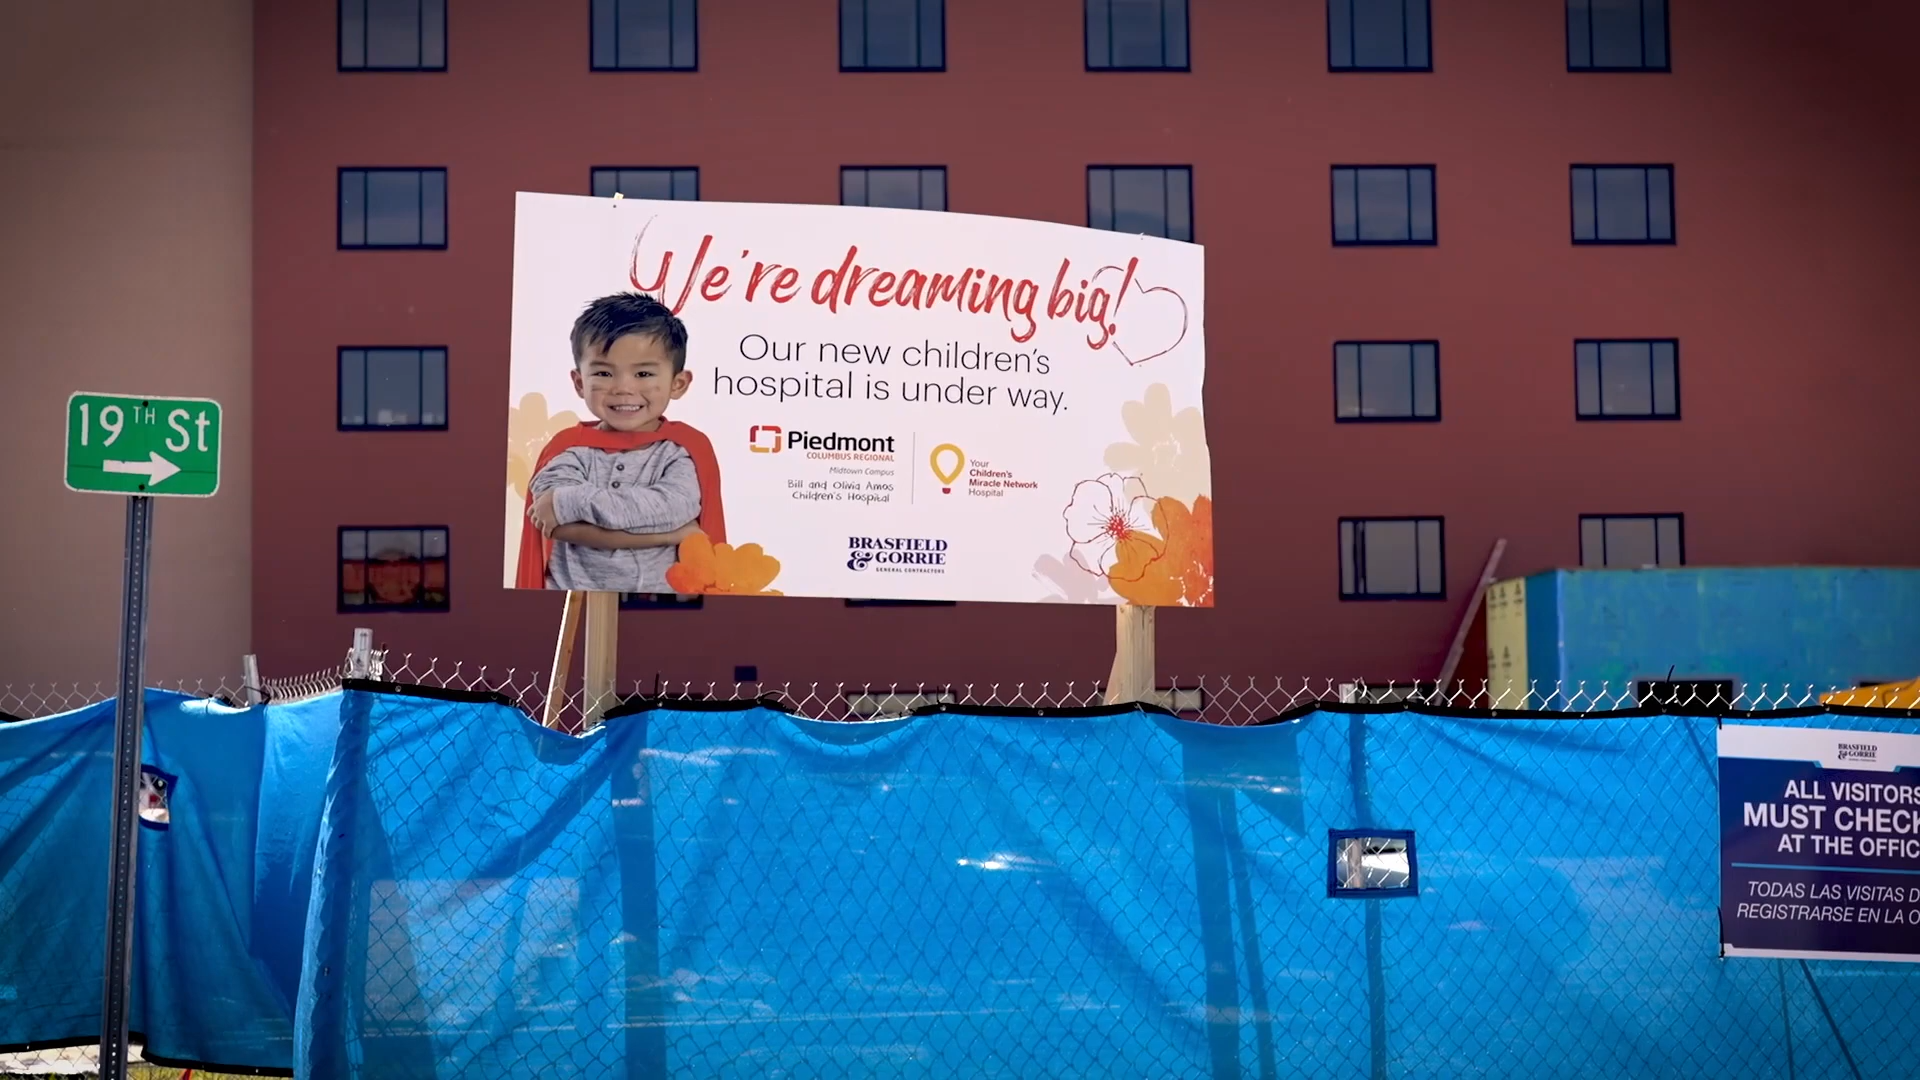 We're dreaming big!
Our new children's
hospital is under way.
Piedmont
COLUMBUS REGIONAL
Midtown Campus
Bill and Olivia Amos
Children's Hospital
Your
Children's
Miracle Network
Hospital
BRASFIELD
& GORRIE
GENERAL CONTRACTORS
19TH St
BRASFIELD
& GORRIE
ALL VISITORS
MUST CHECK
AT THE OFFIC
TODAS LAS VISITAS D
REGISTRARSE EN LA O